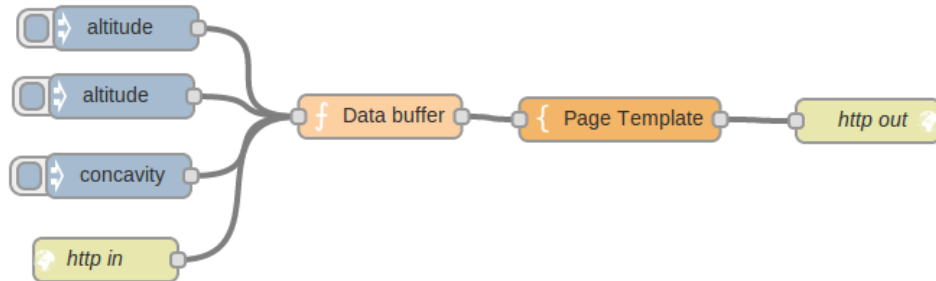 altitude
altitude
Data buffer
Page Template
http out
concavity
http in